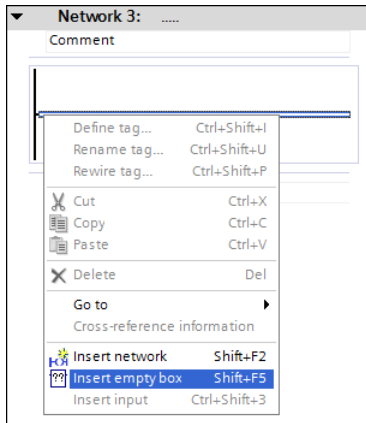 Network 3: .....
Comment
Define tag... Ctrl+Shift+I
Rename tag... Ctrl+Shift+U
Rewire tag... Ctrl+Shift+P
Cut Ctrl+X
Copy Ctrl+C
Paste Ctrl+V
Delete Del
Go to
Cross-reference information
Insert network Shift+F2
?? Insert empty box Shift+F5
Insert input Ctrl+Shift+3